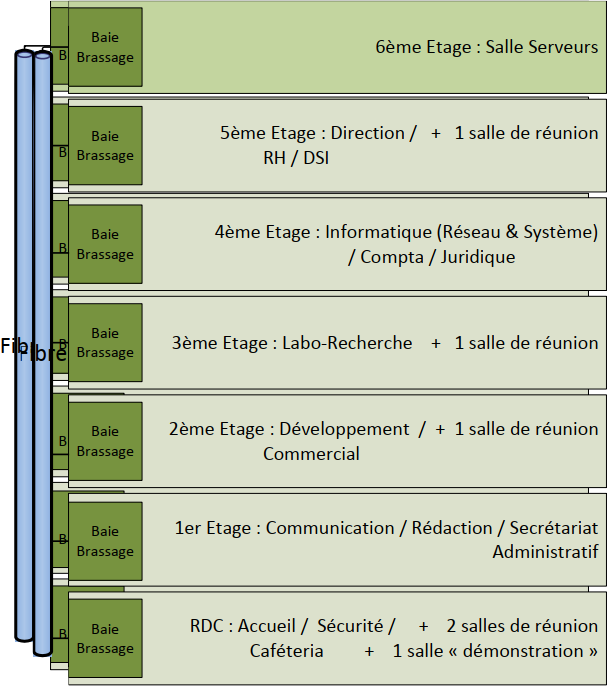 Baie
Brassage
6ème Etage : Salle Serveurs
B
Baie
Brassage
5ème Etage : Direction / + 1 salle de réunion
RH / DSI
B
Baie
Brassage
4ème Etage : Informatique (Réseau & Système)
/ Compta / Juridique
B
Baie
Brassage
3ème Etage : Labo-Recherche + 1 salle de réunion
B
Fibre
Baie
Brassage
2ème Etage : Développement / + 1 salle de réunion
Commercial
B
Baie
Brassage
1er Etage : Communication / Rédaction / Secrétariat
Administratif
B
Baie
Brassage
RDC : Accueil / Sécurité / + 2 salles de réunion
Caféteria + 1 salle « démonstration »
B